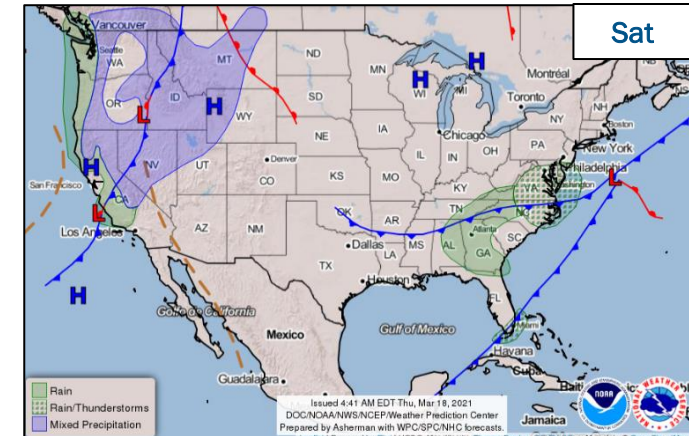 Sat
Vancouver
Seattle
WA
MT
ND
MN
Montréal
NB
OR
ID
H
H
H
WI
MI
Toronto
NH
L
WY
SD
NY
Boston
NE
IA
Chicago
PA
New York
H
NV
UT
Denver
IL
IN
OH
Philadelphia
San Francisco
CO
KS
MO
KY
VA
Washington
L
CA
L
Los Angeles
AZ
NM
OK
AR
TN
NC
Atlanta
SC
Dallas
MS
AL
GA
LA
TX
Houston
H
FL
Golfo de California
Mexico
Gulf of Mexico
Miami
Havana
Cuba
Guadalajara
Haiti
Jamaica
Rain
Rain/Thunderstorms
Mixed Precipitation
Issued 4:41 AM EDT Thu, Mar 18, 2021
DOC/NOAA/NWS/NCEP/Weather Prediction Center
Prepared by Asherman with WPC/SPC/NHC forecasts.
NOAA